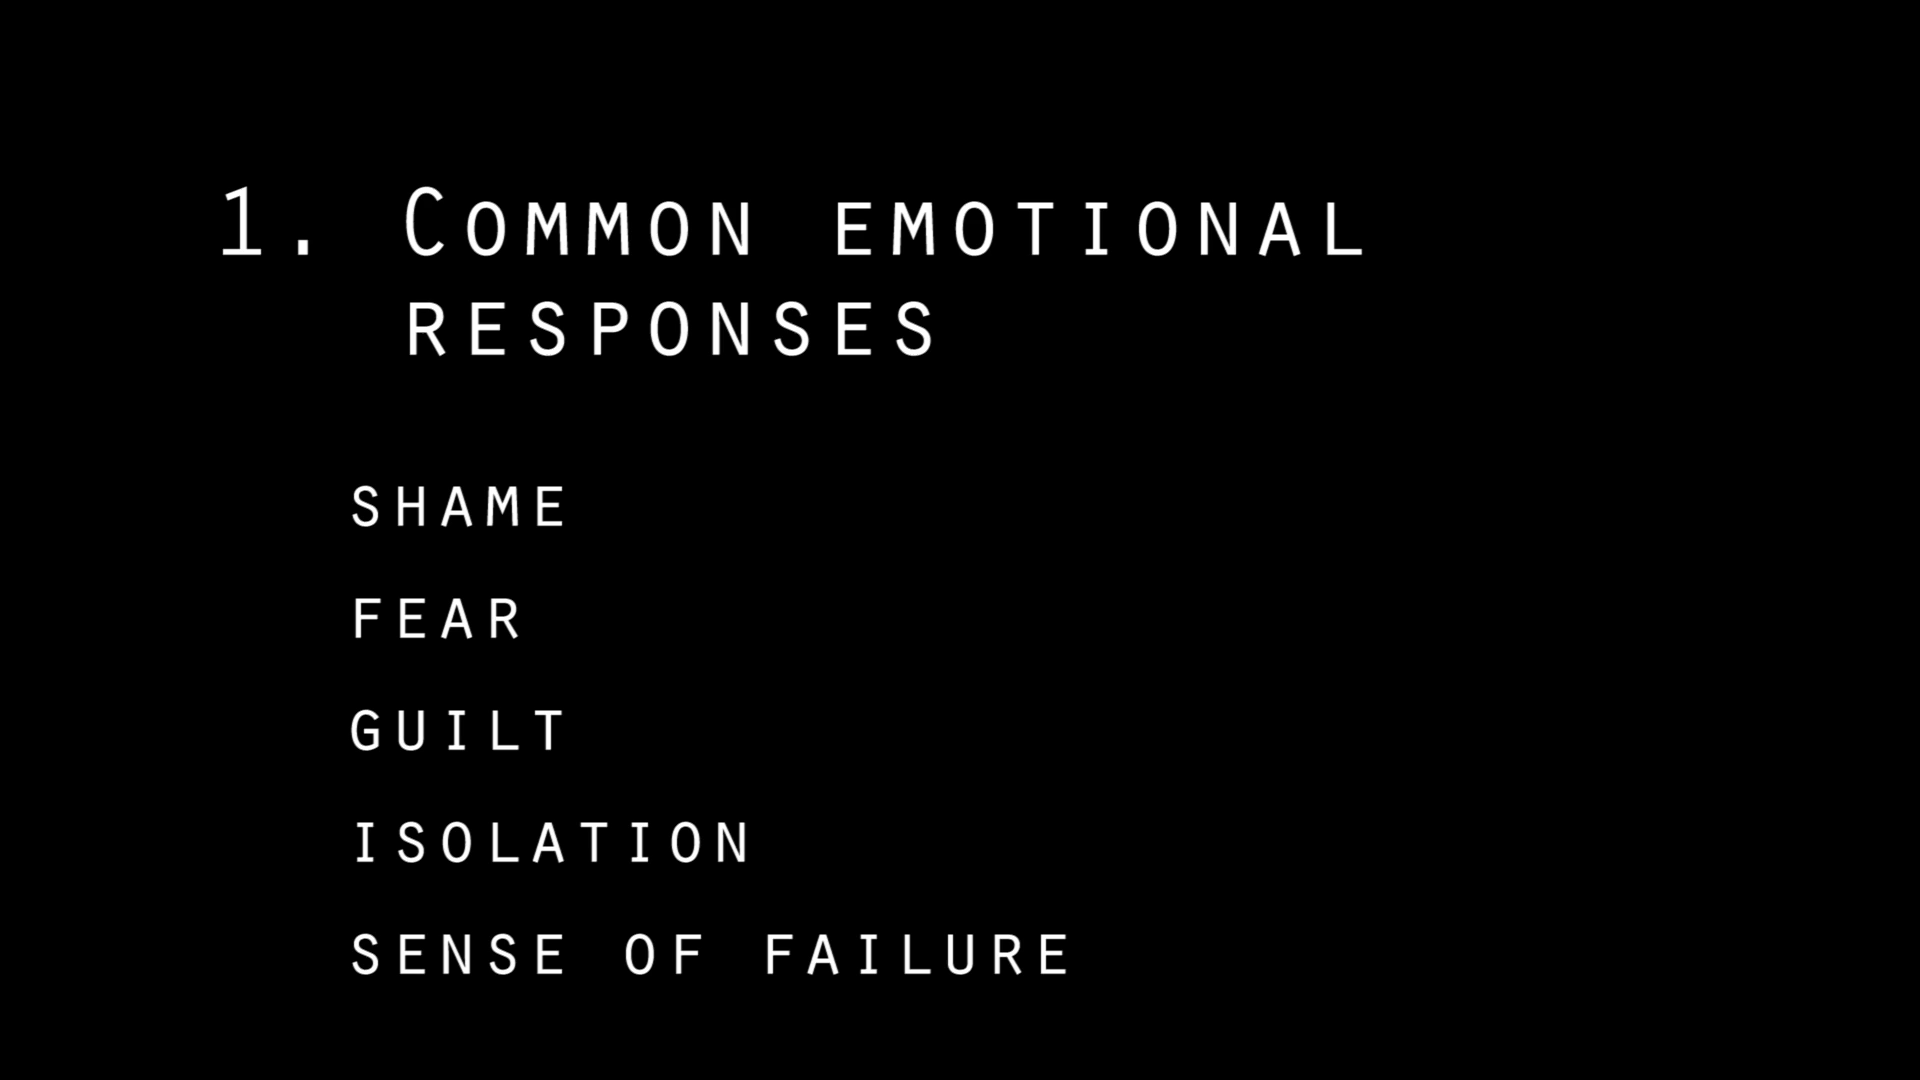 1. Common emotional
responses
shame
fear
guilt
isolation
sense of failure